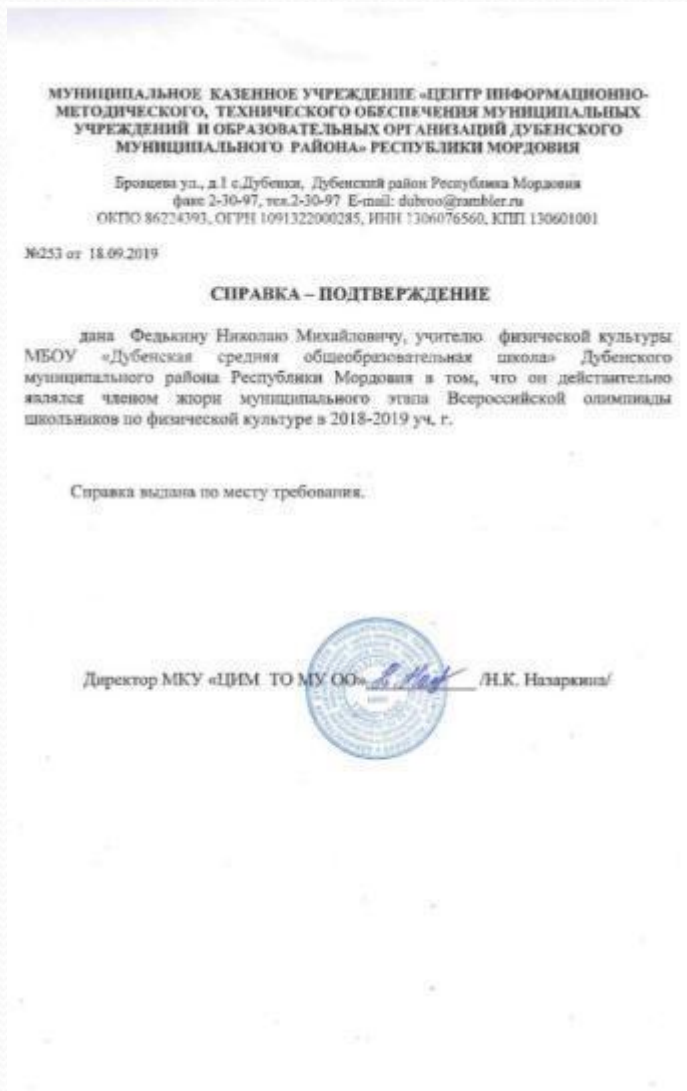 МУНИЦИПАЛЬНОЕ КАЗЕННОЕ УЧРЕЖДЕНИЕ «ЦЕНТР ИНФОРМАЦИОННО-
МЕТОДИЧЕСКОГО, ТЕХНИЧЕСКОГО ОБЕСПЕЧЕНИЯ МУНИЦИПАЛЬНЫХ
УЧРЕЖДЕНИЙ И ОБРАЗОВАТЕЛЬНЫХ ОРГАНИЗАЦИЙ ДУБЕНСКОГО
МУНИЦИПАЛЬНОГО РАЙОНА» РЕСПУБЛИКИ МОРДОВИЯ
Бровцева ул., д.1 с.Дубенки, Дубенский район Республика Мордовия
факс 2-30-97, тел.2-30-97 E-mail: dubroo@rambler.ru
ОКПО 86224393, ОГРН 1091322000285, ИНН 1306076560, КПП 130601001
№253 от 18.09.2019
СПРАВКА – ПОДТВЕРЖДЕНИЕ
дана Федькину Николаю Михайловичу, учителю физической культуры
МБОУ «Дубенская средняя общеобразовательная школа» Дубенского
муниципального района Республики Мордовия в том, что он действительно
являлся членом жюри муниципального этапа Всероссийской олимпиады
школьников по физической культуре в 2018-2019 уч. г.
Справка выдана по месту требования.
Директор МКУ «ЦИМ ТО МУ ОО» /Н.К. Назаркина/